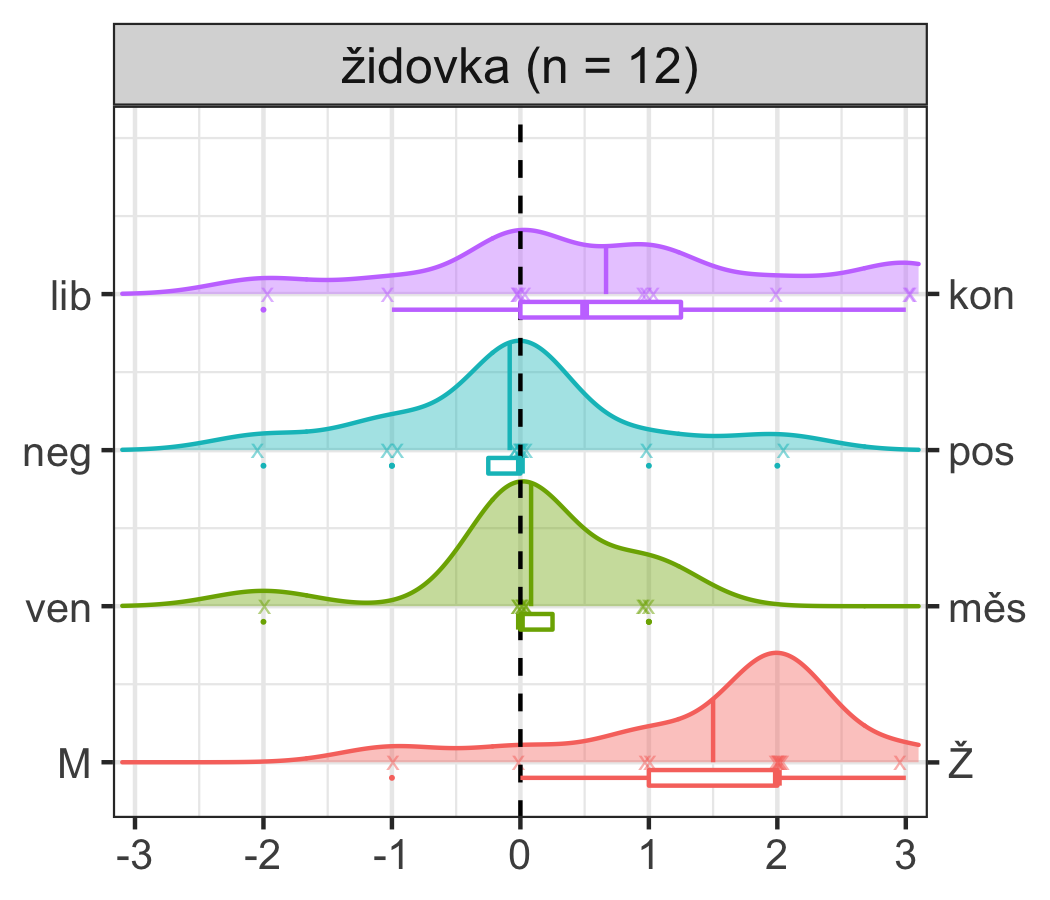 židovka (n = 12)
lib kon
neg pos
ven měs
M Ž
-3 -2 -1 0 1 2 3